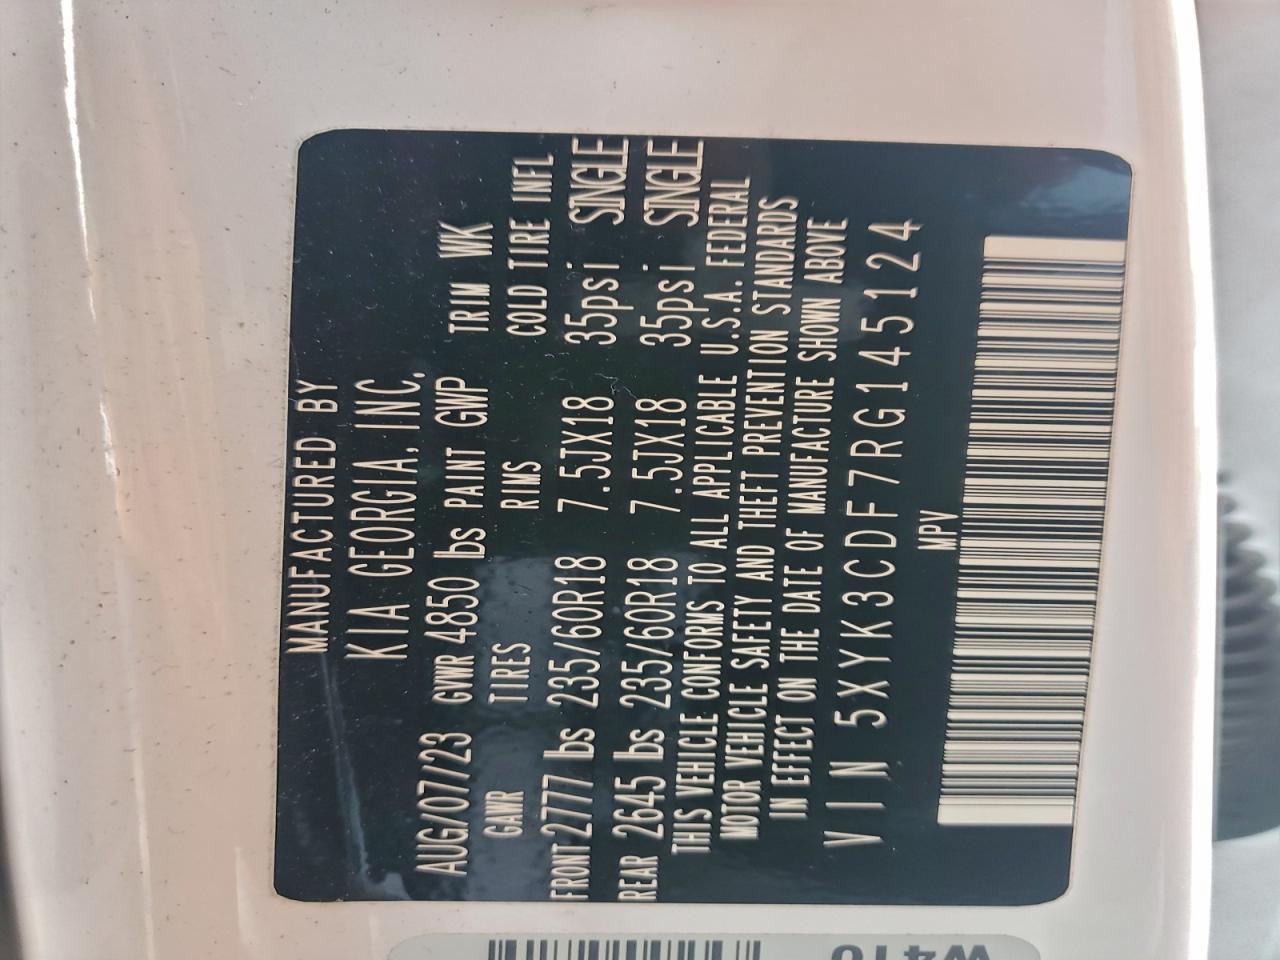 MANUFACTURED BY
KIA GEORGIA, INC.
AUG/07/23 GVWR 4850 lbs PAINT GWP TRIM WK
GAWR TIRES RIMS COLD TIRE INFL
FRONT 2777 lbs 235/60R18 7.5JX18 35psi SINGLE
REAR 2645 lbs 235/60R18 7.5JX18 35psi SINGLE
THIS VEHICLE CONFORMS TO ALL APPLICABLE U.S.A. FEDERAL
MOTOR VEHICLE SAFETY AND THEFT PREVENTION STANDARDS
IN EFFECT ON THE DATE OF MANUFACTURE SHOWN ABOVE
VIN 5XYK3CDF7RG145124
MPV